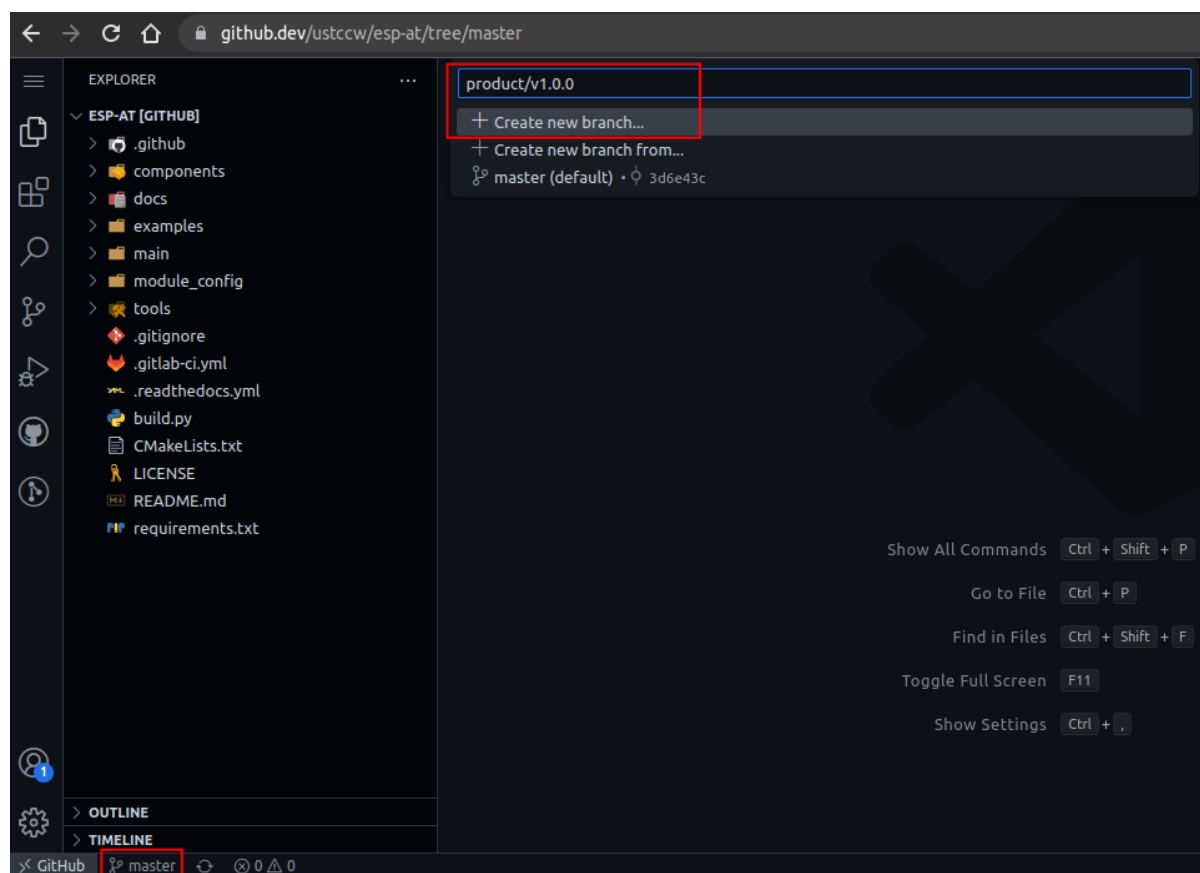 github.dev/ustccw/esp-at/tree/master
EXPLORER
ESP-AT [GITHUB]
.github
components
docs
examples
main
module_config
tools
.gitignore
.gitlab-ci.yml
.readthedocs.yml
build.py
CMakeLists.txt
LICENSE
README.md
requirements.txt
OUTLINE
TIMELINE
product/v1.0.0
+ Create new branch...
+ Create new branch from...
master (default) • 3d6e43c
Show All Commands Ctrl + Shift + P
Go to File Ctrl + P
Find in Files Ctrl + Shift + F
Toggle Full Screen F11
Show Settings Ctrl + ,
1
GitHub master 0 0